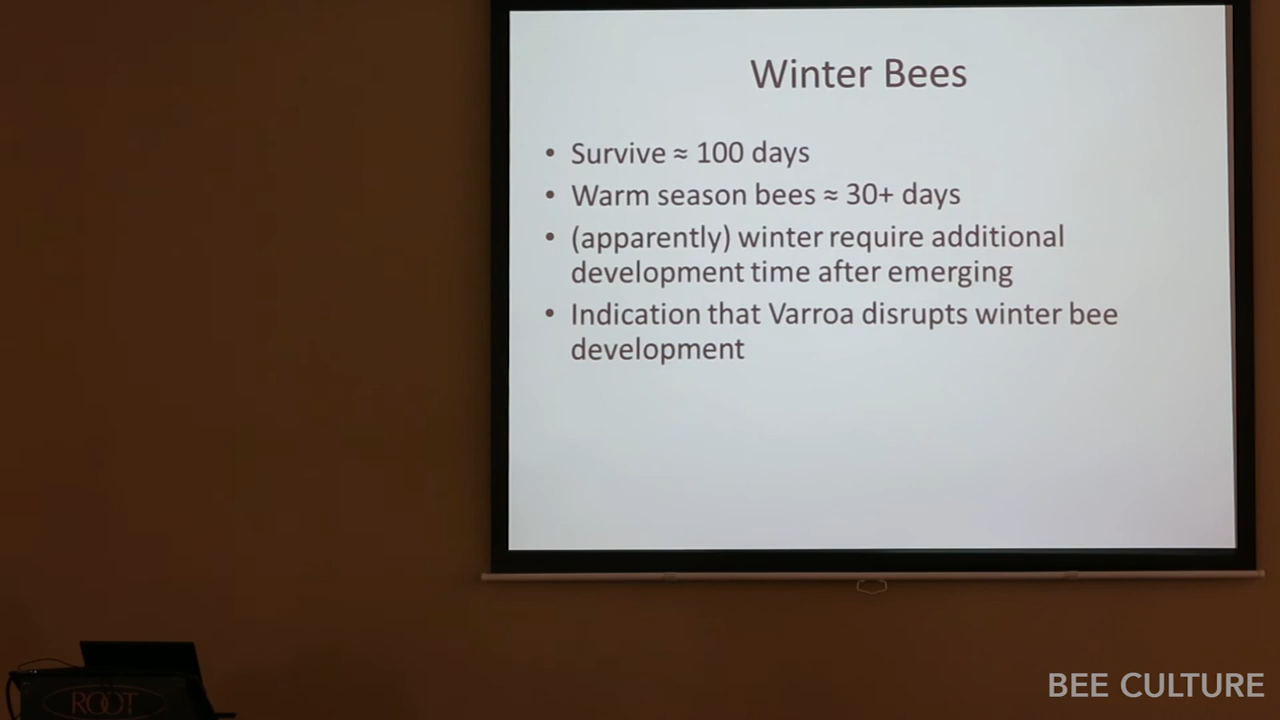 Winter Bees
• Survive ≈ 100 days
• Warm season bees ≈ 30+ days
• (apparently) winter require additional
development time after emerging
• Indication that Varroa disrupts winter bee
development
ROOT
BEE CULTURE